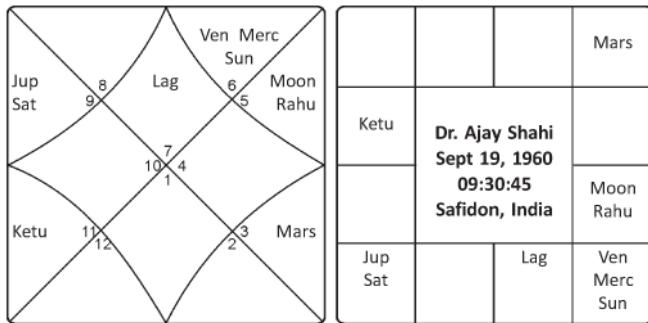 Ven Merc
Sun
Jup
Sat
8
9
Lag
6
5
Moon
Rahu
7
10 4
1
Ketu
11
12
3
2
Mars
Mars
Ketu
Dr. Ajay Shahi
Sept 19, 1960
09:30:45
Safidon, India
Moon
Rahu
Jup
Sat
Lag
Ven
Merc
Sun